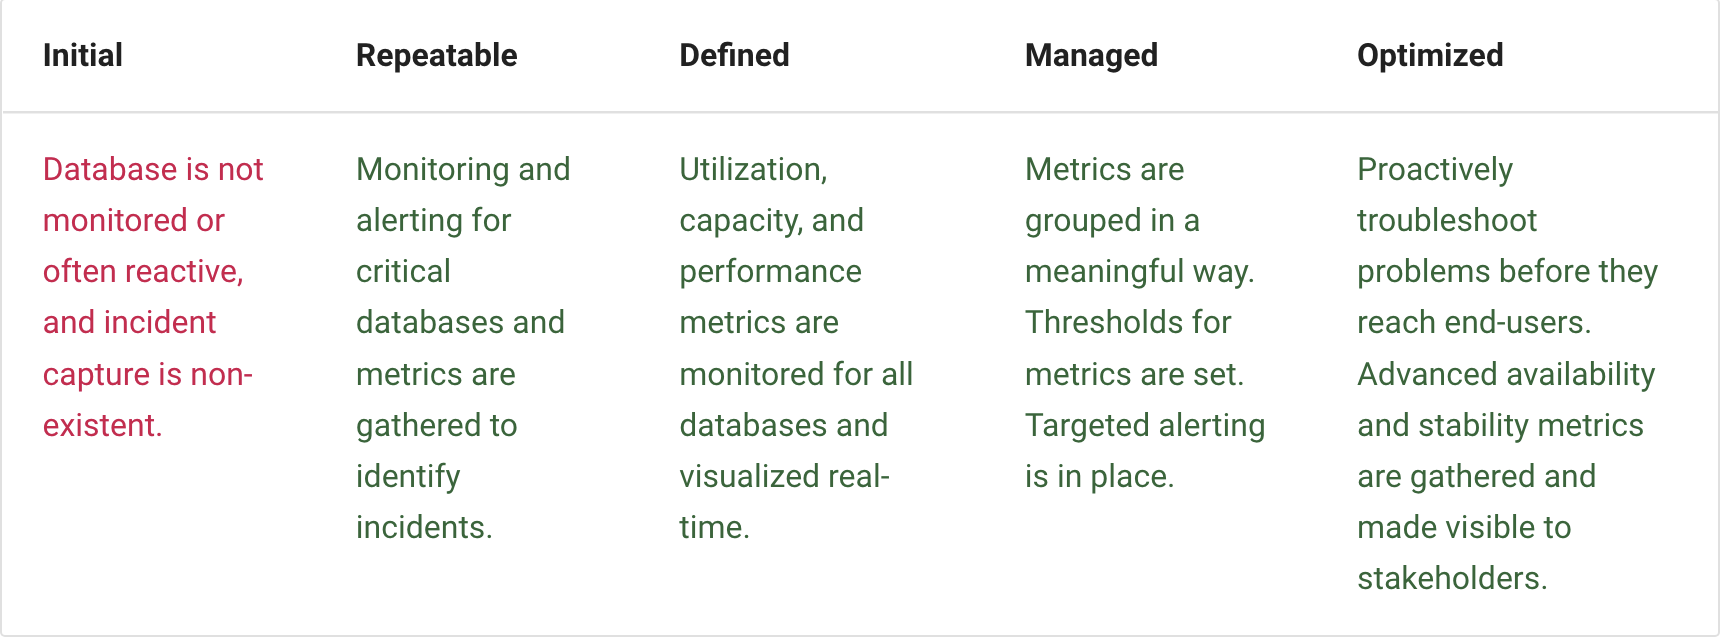 Initial
Repeatable
Defined
Managed
Optimized
Database is not
monitored or
often reactive,
and incident
capture is non-
existent.
Monitoring and
alerting for
critical
databases and
metrics are
gathered to
identify
incidents.
Utilization,
capacity, and
performance
metrics are
monitored for all
databases and
visualized real-
time.
Metrics are
grouped in a
meaningful way.
Thresholds for
metrics are set.
Targeted alerting
is in place.
Proactively
troubleshoot
problems before they
reach end-users.
Advanced availability
and stability metrics
are gathered and
made visible to
stakeholders.